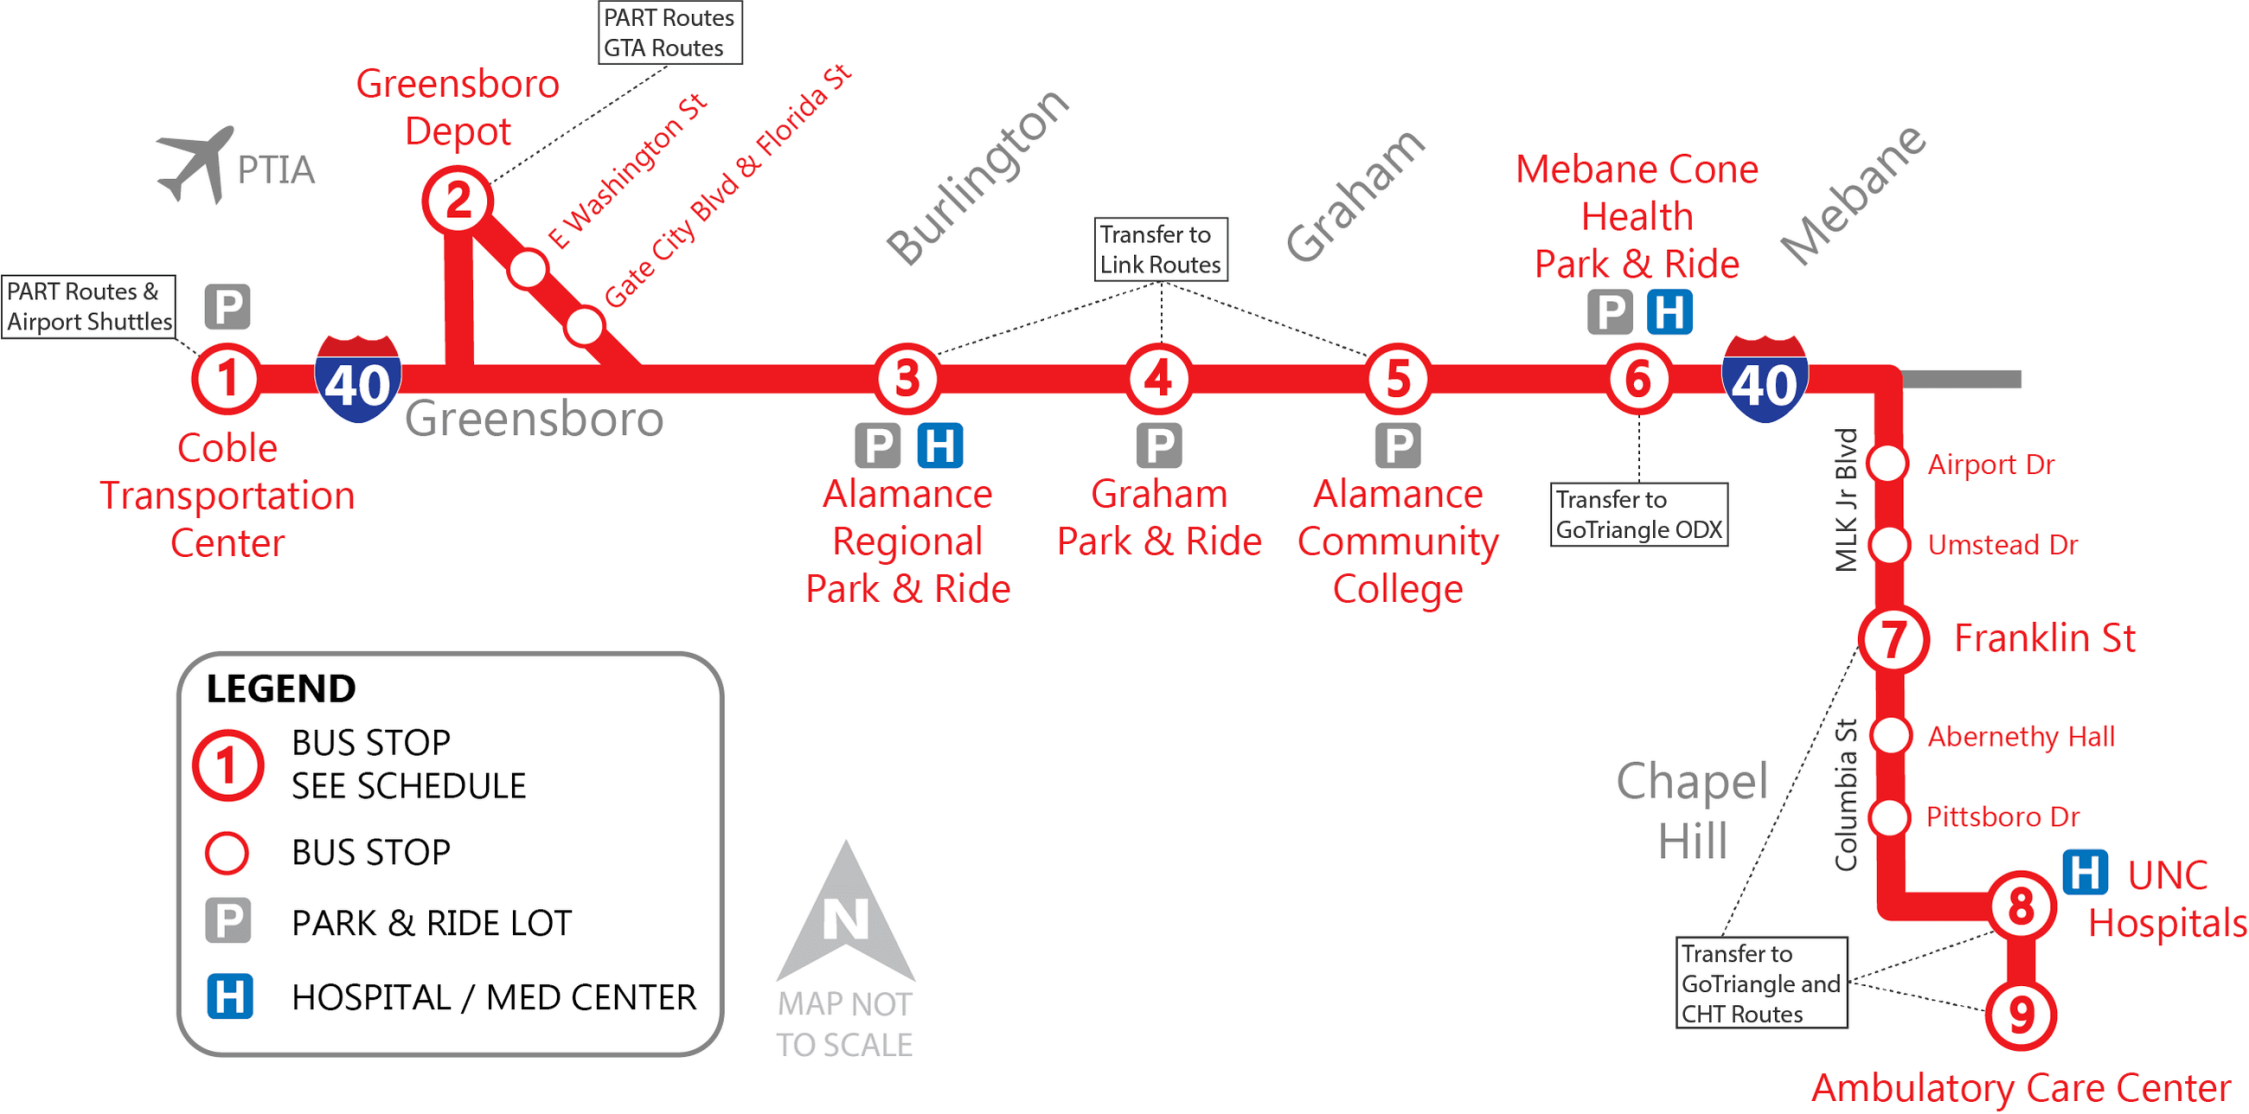 PART Routes
GTA Routes
Greensboro
Depot
2
E Washington St
Gate City Blvd & Florida St
PTIA
PART Routes &
Airport Shuttles
P
1
40
Coble
Transportation
Center
Greensboro
Burlington
Graham
Mebane
Transfer to
Link Routes
3
P H
Alamance
Regional
Park & Ride
4
P
Graham
Park & Ride
5
P
Alamance
Community
College
Mebane Cone
Health
Park & Ride
P H
6
Transfer to
GoTriangle ODX
40
MLK Jr Blvd
Airport Dr
Umstead Dr
7
Franklin St
Columbia St
Abernethy Hall
Pittsboro Dr
Chapel
Hill
8
H UNC
Hospitals
Transfer to
GoTriangle and
CHT Routes
9
Ambulatory Care Center
LEGEND
1
BUS STOP
SEE SCHEDULE
BUS STOP
P PARK & RIDE LOT
H HOSPITAL / MED CENTER
N
MAP NOT
TO SCALE